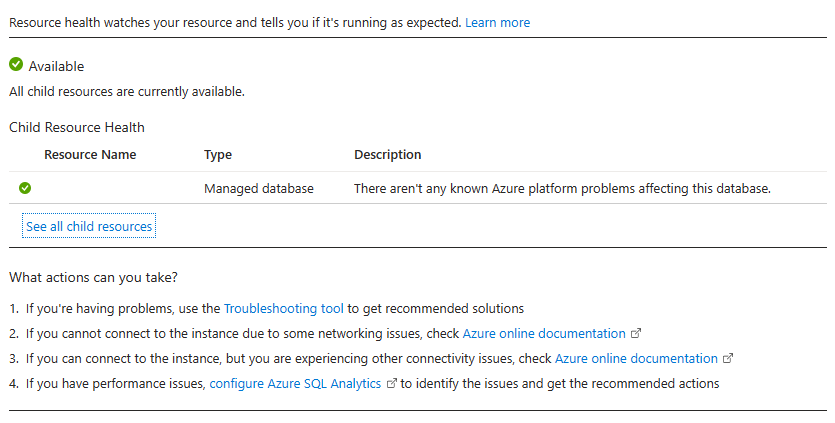 Resource health watches your resource and tells you if it's running as expected. Learn more
Available
All child resources are currently available.
Child Resource Health
Resource Name Type Description
Managed database There aren't any known Azure platform problems affecting this database.
See all child resources
What actions can you take?
1. If you're having problems, use the Troubleshooting tool to get recommended solutions
2. If you cannot connect to the instance due to some networking issues, check Azure online documentation
3. If you can connect to the instance, but you are experiencing other connectivity issues, check Azure online documentation
4. If you have performance issues, configure Azure SQL Analytics to identify the issues and get the recommended actions